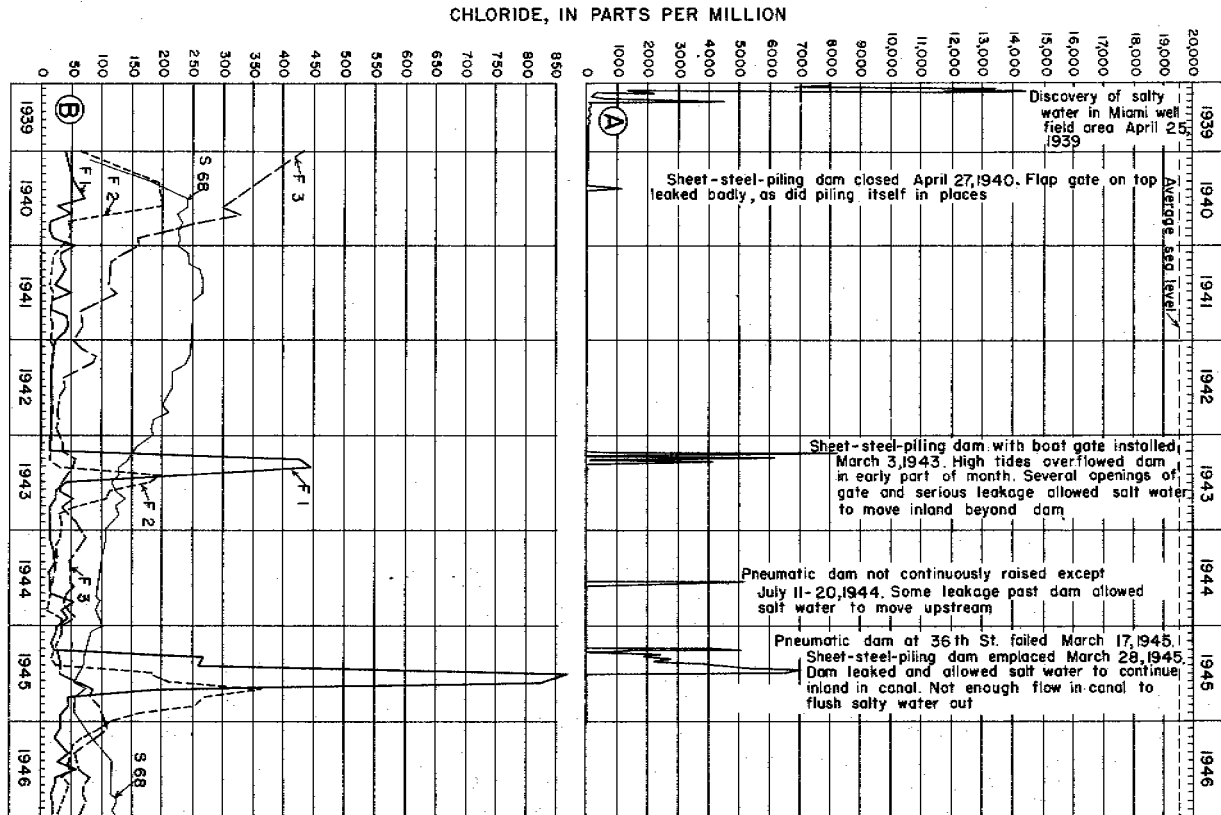 CHLORIDE, IN PARTS PER MILLION
0 50 100 150 200 250 300 350 400 450 500 550 600 650 700 750 800 850
0 1000 2000 3000 4000 5000 6000 7000 8000 9000 10,000 11,000 12,000 13,000 14,000 15,000 16,000 17,000 18,000 19,000 20,000
B
1939
1940
1941
1942
1943
1944
1945
1946
S 68
F 3
F 2
F 1
F 1
F 2
F 3
S 68
A
Discovery of salty
water in Miami well
field area April 25,
1939
Sheet-steel-piling dam closed April 27,1940. Flap gate on top
leaked badly, as did piling itself in places
Average sea level
Sheet-steel-piling dam with boat gate installed
March 3,1943. High tides overflowed dam
in early part of month. Several openings of
gate and serious leakage allowed salt water
to move inland beyond dam
Pneumatic dam not continuously raised except
July 11-20,1944. Some leakage past dam allowed
salt water to move upstream
Pneumatic dam at 36th St. failed March 17,1945.
Sheet-steel-piling dam emplaced March 28,1945.
Dam leaked and allowed salt water to continue
inland in canal. Not enough flow in canal to
flush salty water out
1939
1940
1941
1942
1943
1944
1945
1946